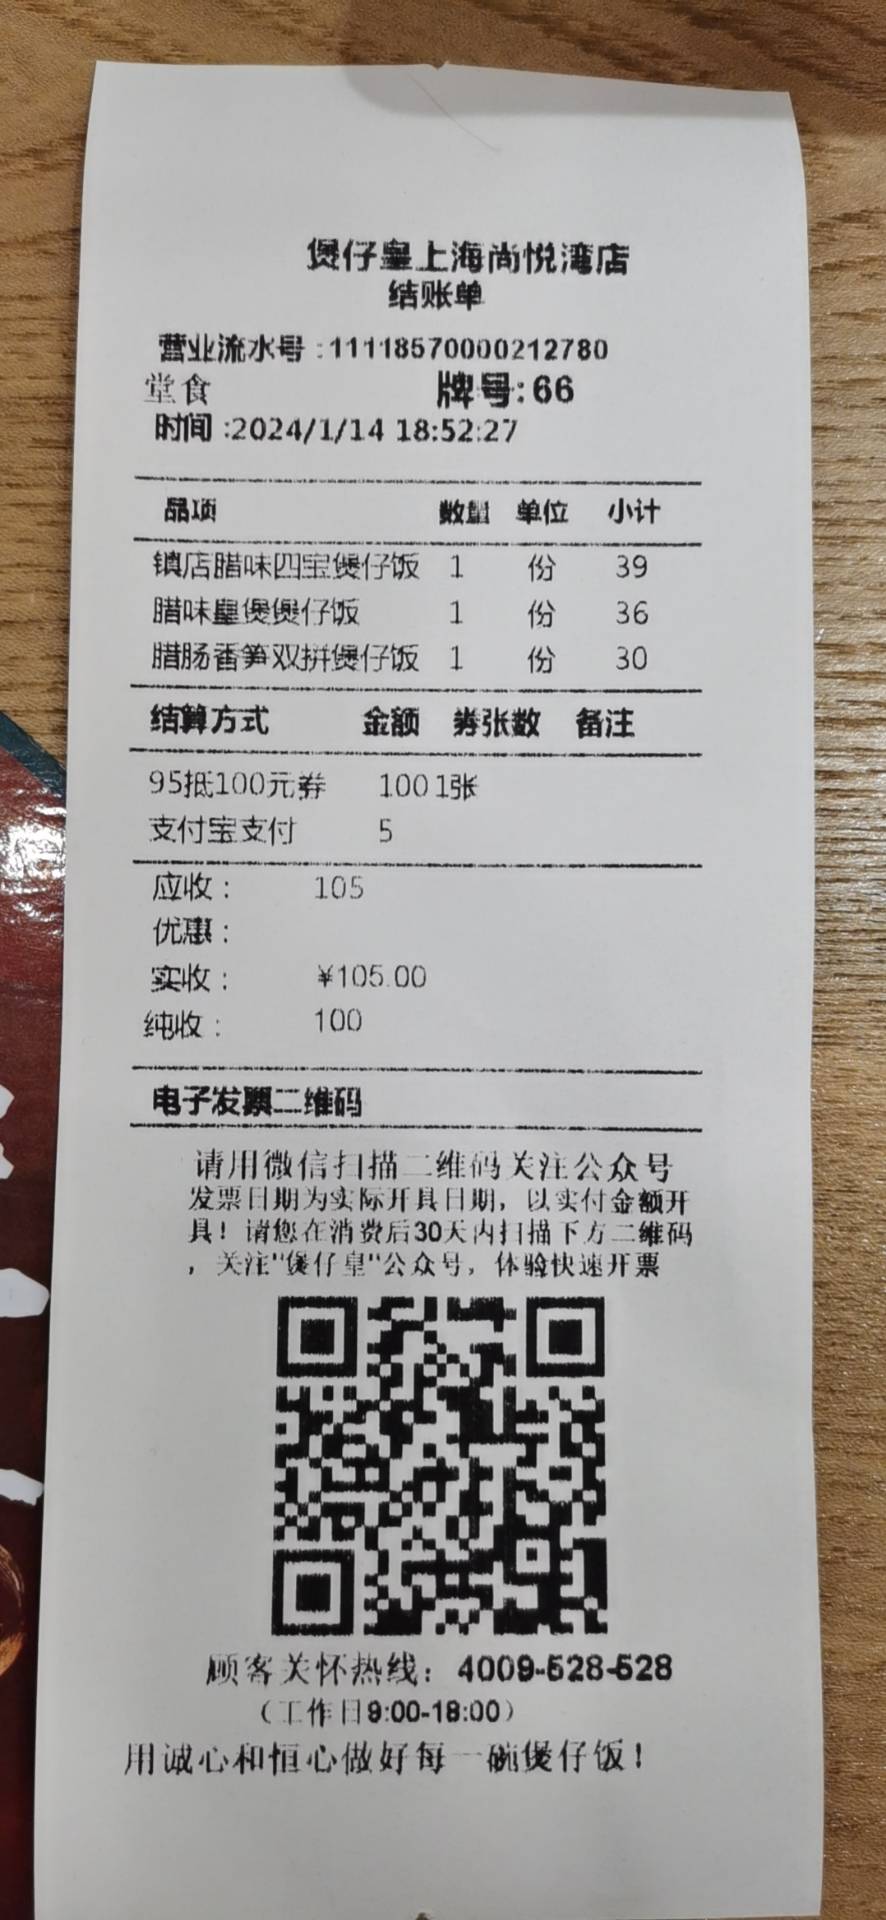 煲仔皇上海尚悦湾店
结账单
营业流水号:11118570000212780
堂食 牌号:66
时间:2024/1/14 18:52:27
品项 数量 单位 小计
镇店腊味四宝煲仔饭 1 份 39
腊味皇煲煲仔饭 1 份 36
腊肠香笋双拼煲仔饭 1 份 30
结算方式 金额 券张数 备注
95抵100元券 100 1张
支付宝支付 5
应收: 105
优惠:
实收: ¥105.00
纯收: 100
电子发票二维码
请用微信扫描二维码关注公众号
发票日期为实际开具日期,以实付金额开
具!请您在消费后30天内扫描下方二维码
,关注"煲仔皇"公众号,体验快速开票
顾客关怀热线:4009-528-528
(工作日9:00-18:00)
用诚心和恒心做好每一碗煲仔饭!